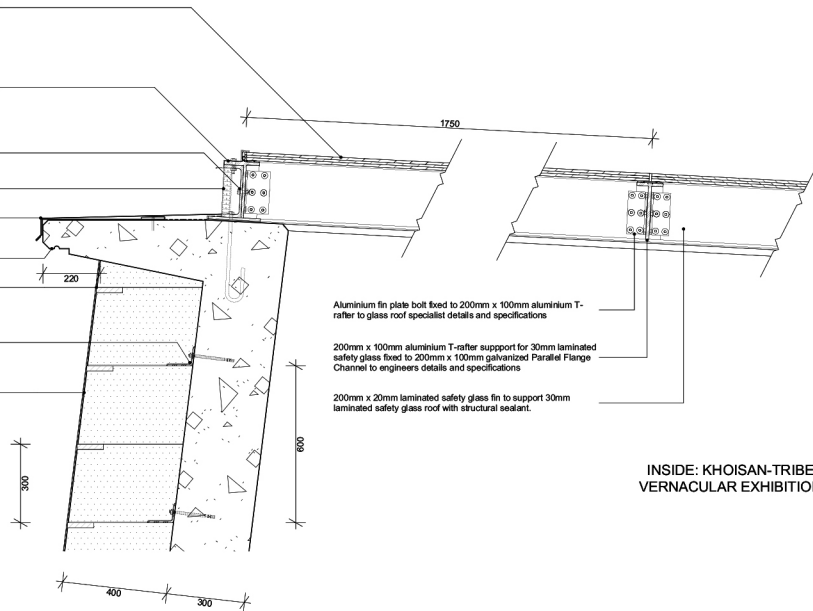 1750
220
Aluminium fin plate bolt fixed to 200mm x 100mm aluminium T-
rafter to glass roof specialist details and specifications
200mm x 100mm aluminium T-rafter suppport for 30mm laminated
safety glass fixed to 200mm x 100mm galvanized Parallel Flange
Channel to engineers details and specifications
200mm x 20mm laminated safety glass fin to support 30mm
laminated safety glass roof with structural sealant.
600
300
INSIDE: KHOISAN-TRIBE
VERNACULAR EXHIBITIO
400
300